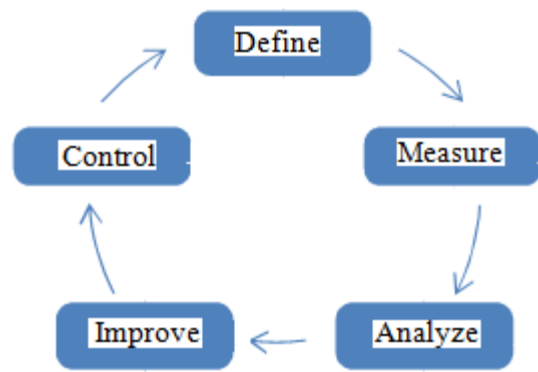 Define
Measure
Analyze
Improve
Control